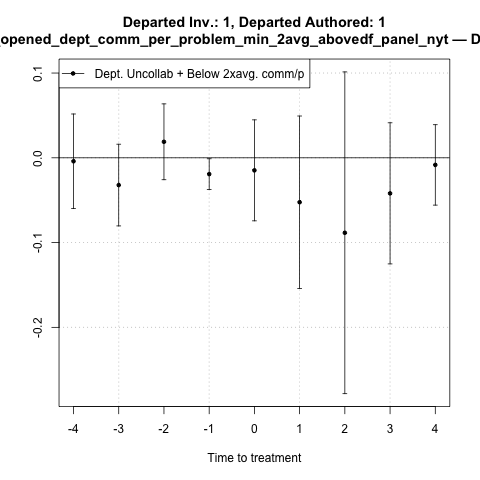 Departed Inv.: 1, Departed Authored: 1
_opened_dept_comm_per_problem_min_2avg_abovedf_panel_nyt — D
Dept. Uncollab + Below 2xavg. comm/p
0.1
0.0
-0.1
-0.2
-4 -3 -2 -1 0 1 2 3 4
Time to treatment